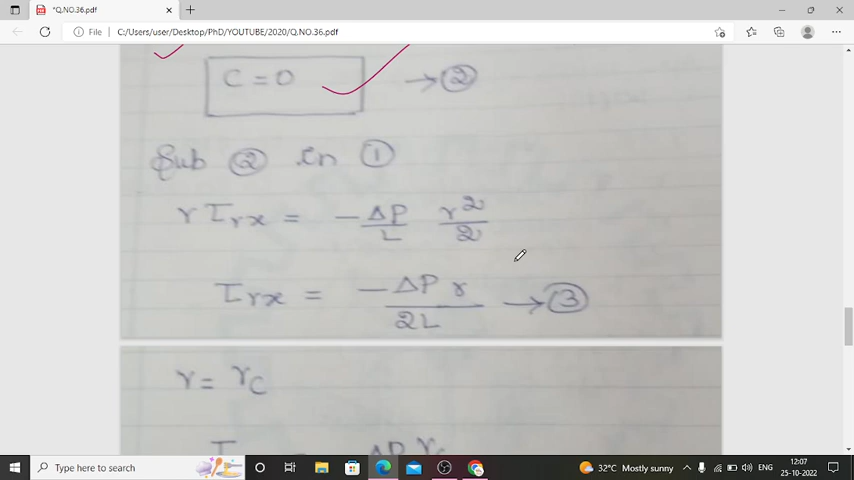 *Q.NO.36.pdf
File
C:/Users/user/Desktop/PhD/YOUTUBE/2020/Q.NO.36.pdf
C = 0 → ②
Sub ② in ①
r τrx = -ΔP/L r²/2
τrx = -ΔP r/2L → ③
r = rc
τ = ΔP rc
Type here to search
32°C Mostly sunny
ENG
12:07
25-10-2022